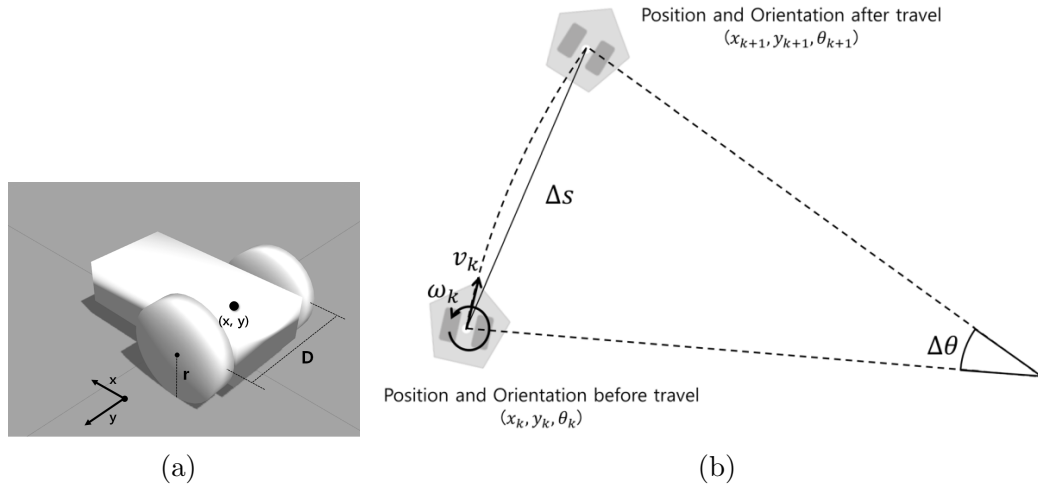 Position and Orientation after travel
(x_{k+1}, y_{k+1}, θ_{k+1})
Δs
v_k
ω_k
Δθ
Position and Orientation before travel
(x_k, y_k, θ_k)
(x, y)
D
r
x
y
(a)
(b)